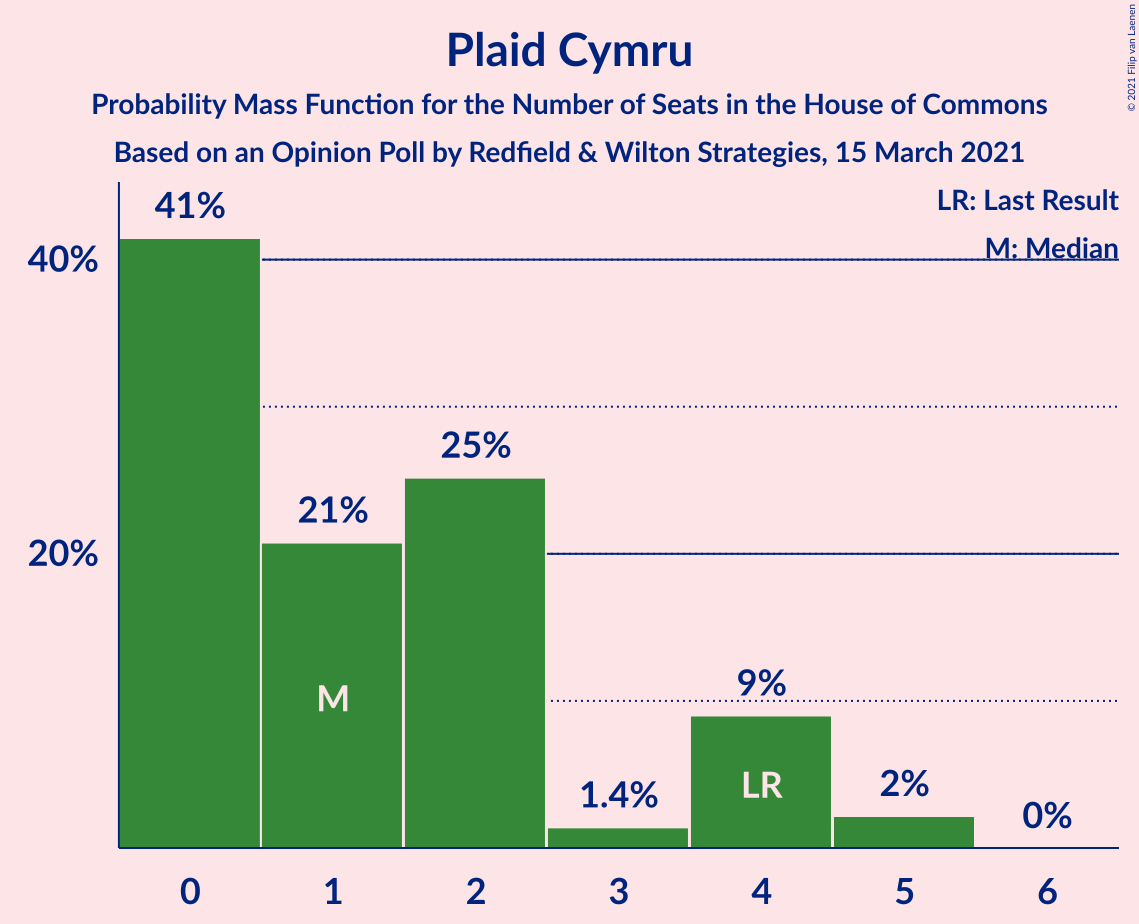 Plaid Cymru
Probability Mass Function for the Number of Seats in the House of Commons
Based on an Opinion Poll by Redfield & Wilton Strategies, 15 March 2021
© 2021 Filip van Laenen
LR: Last Result
M: Median
41%
40%
25%
21%
20%
M
9%
LR
1.4%
2%
0%
0 1 2 3 4 5 6